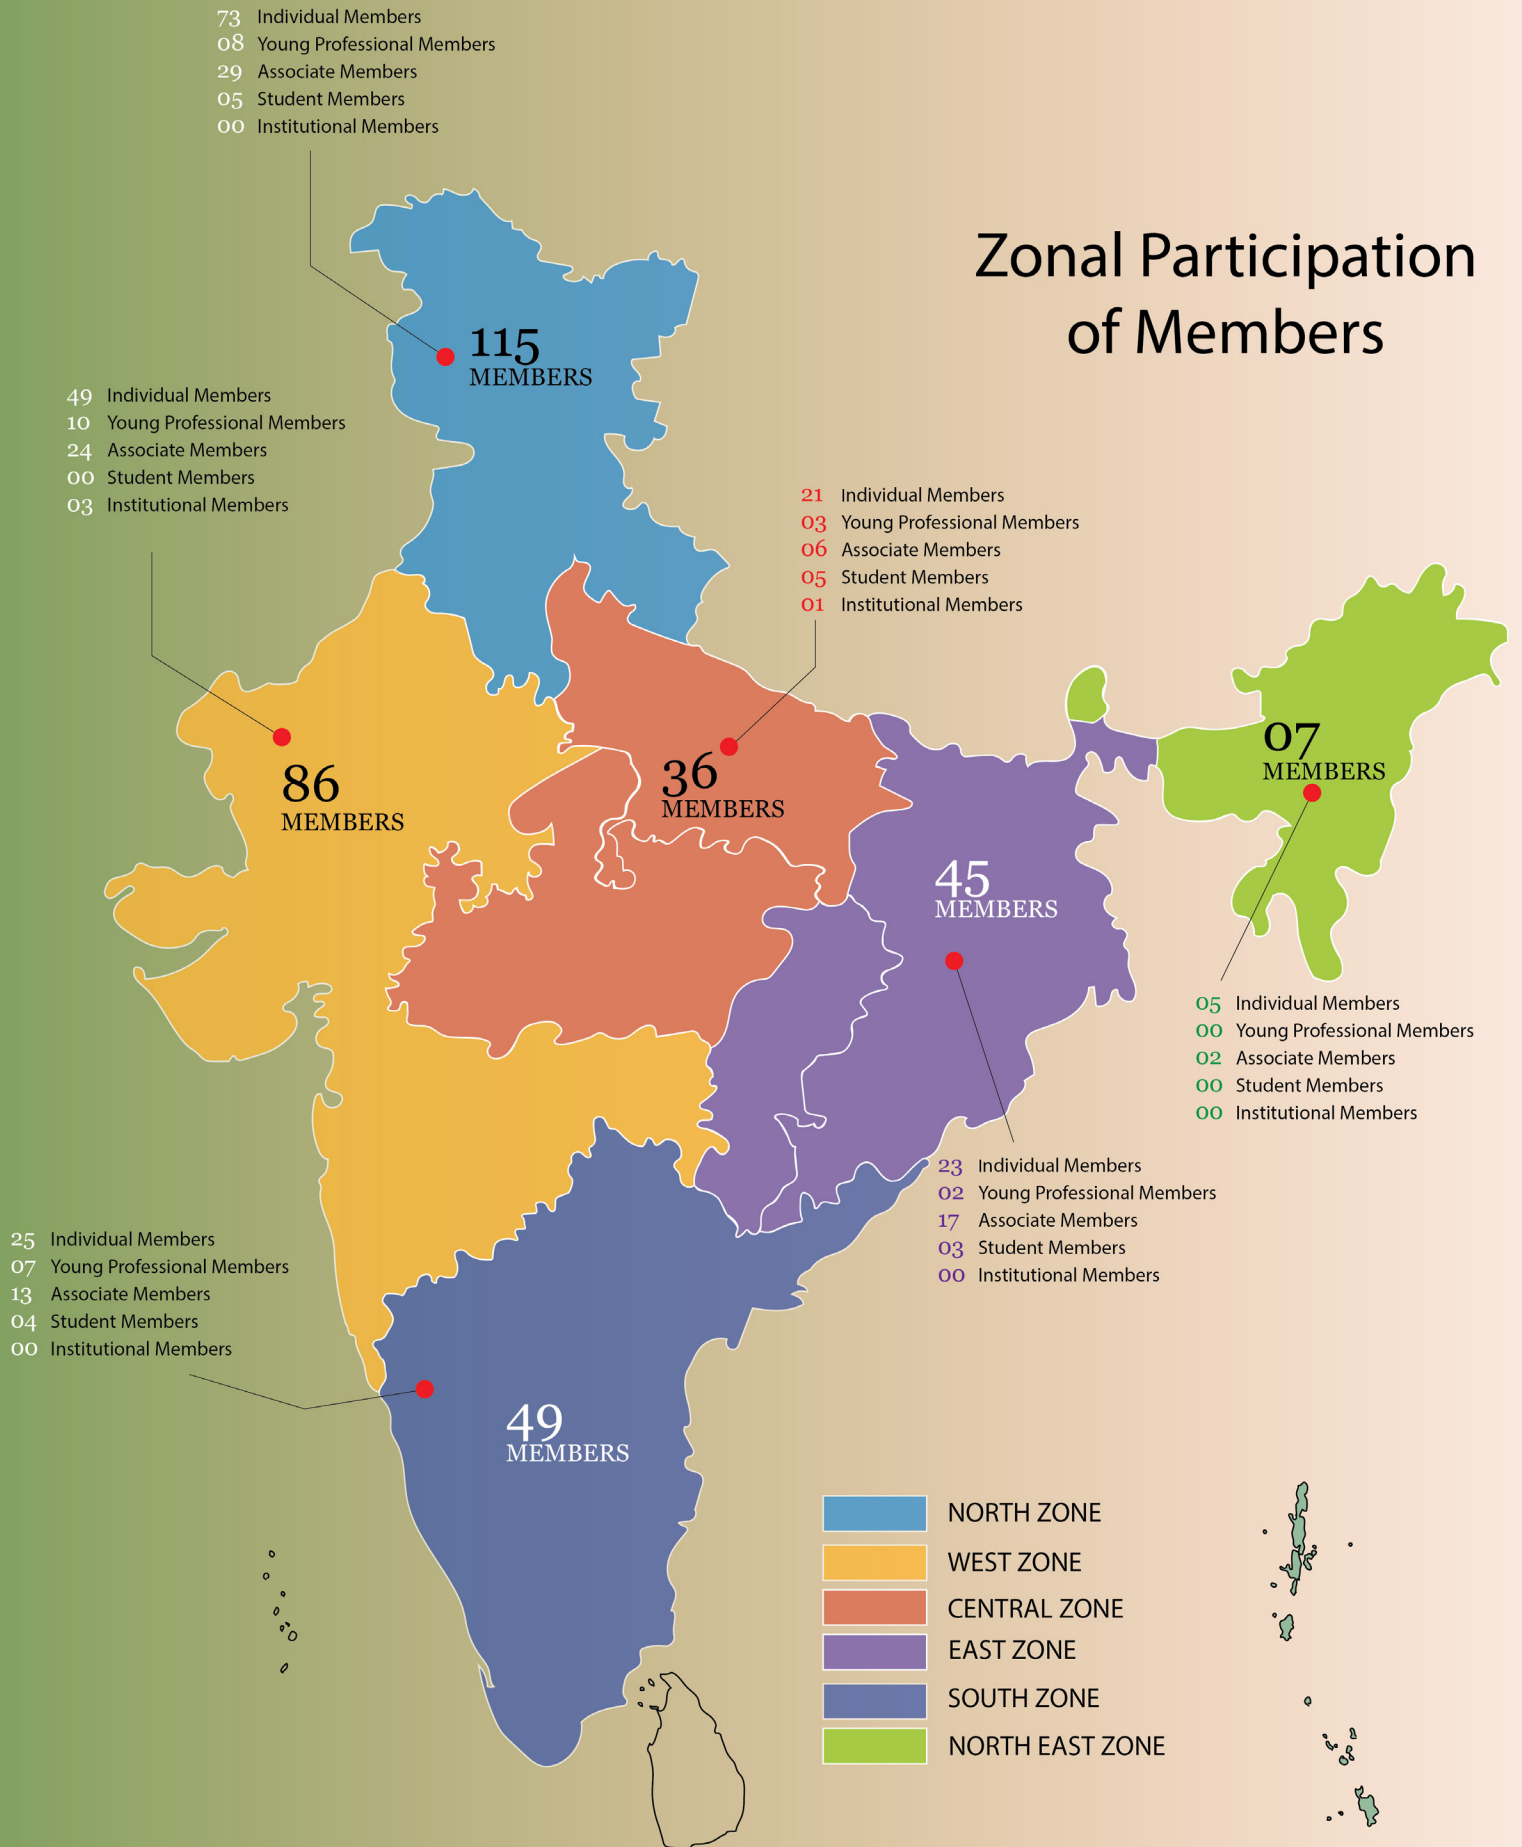 73 Individual Members
08 Young Professional Members
29 Associate Members
05 Student Members
00 Institutional Members
Zonal Participation
of Members
115
MEMBERS
49 Individual Members
10 Young Professional Members
24 Associate Members
00 Student Members
03 Institutional Members
21 Individual Members
03 Young Professional Members
06 Associate Members
05 Student Members
01 Institutional Members
86
MEMBERS
36
MEMBERS
07
MEMBERS
45
MEMBERS
05 Individual Members
00 Young Professional Members
02 Associate Members
00 Student Members
00 Institutional Members
23 Individual Members
02 Young Professional Members
17 Associate Members
03 Student Members
00 Institutional Members
25 Individual Members
07 Young Professional Members
13 Associate Members
04 Student Members
00 Institutional Members
49
MEMBERS
NORTH ZONE
WEST ZONE
CENTRAL ZONE
EAST ZONE
SOUTH ZONE
NORTH EAST ZONE